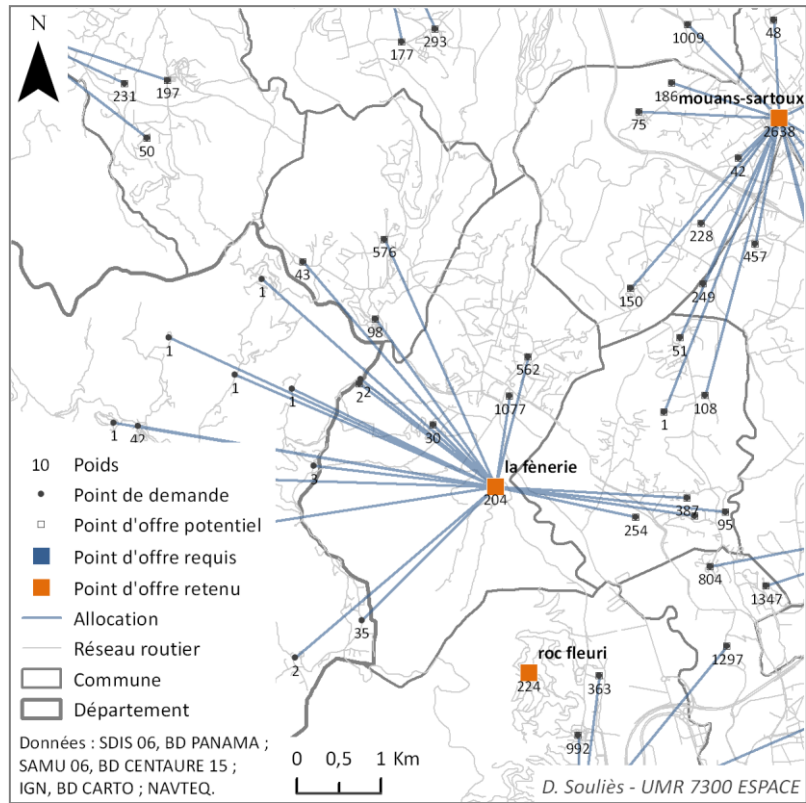 N
177
293
1009
48
231
197
186
mouans-sartoux
75
2638
50
42
228
457
576
43
1
150
249
98
1
51
562
1
1
2
2
1077
1
108
1
42
30
la fènerie
3
204
387
254
95
804
1347
35
2
roc fleuri
1297
224
363
992
10 Poids
Point de demande
Point d'offre potentiel
Point d'offre requis
Point d'offre retenu
Allocation
Réseau routier
Commune
Département
Données : SDIS 06, BD PANAMA ;
SAMU 06, BD CENTAURE 15 ;
IGN, BD CARTO ; NAVTEQ.
0 0,5 1 Km
D. Souliès - UMR 7300 ESPACE